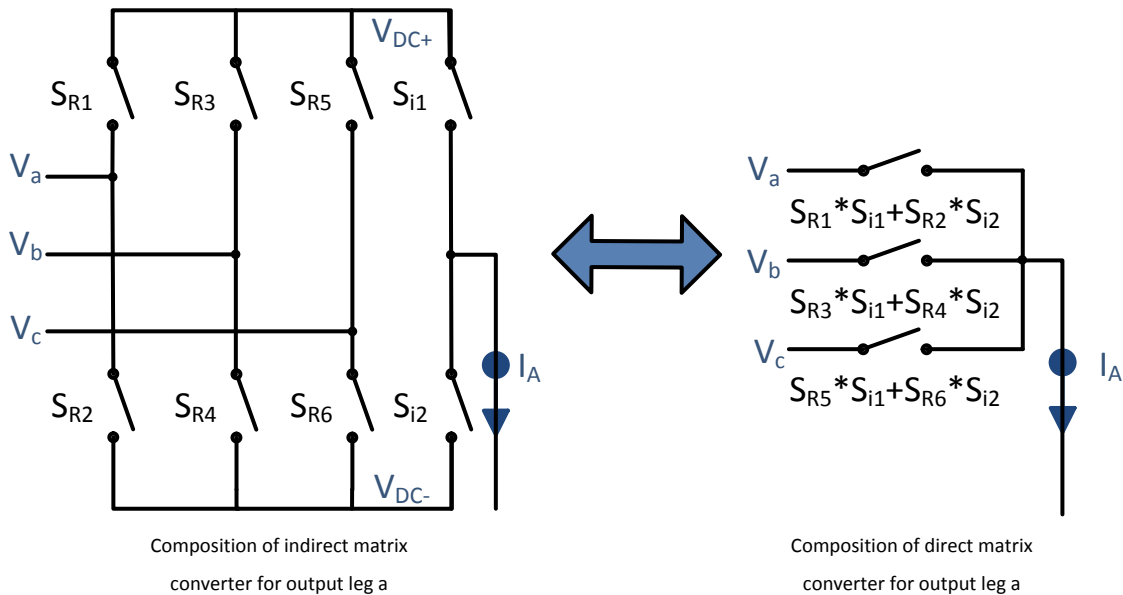 V_DC+
S_R1 S_R3 S_R5 S_i1
V_a
V_b
V_c
I_A
S_R2 S_R4 S_R6 S_i2
V_DC-
Composition of indirect matrix
converter for output leg a
V_a
S_R1*S_i1+S_R2*S_i2
V_b
S_R3*S_i1+S_R4*S_i2
V_c
I_A
S_R5*S_i1+S_R6*S_i2
Composition of direct matrix
converter for output leg a